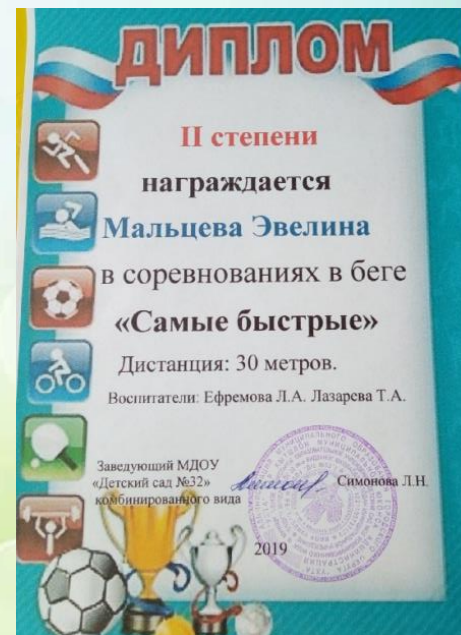 ДИПЛОМ
II степени
награждается
Мальцева Эвелина
в соревнованиях в беге
«Самые быстрые»
Дистанция: 30 метров.
Воспитатели: Ефремова Л.А. Лазарева Т.А.
Заведующий МДОУ
«Детский сад №32» Симонова Л.Н.
комбинированного вида
2019